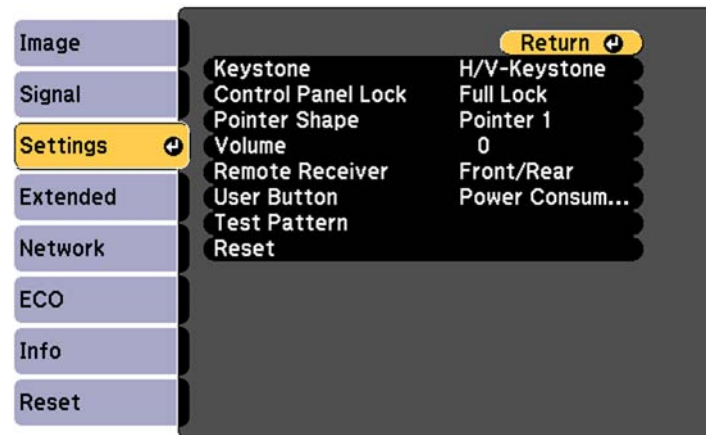 Image
Signal
Settings
Extended
Network
ECO
Info
Reset
Return
Keystone H/V-Keystone
Control Panel Lock Full Lock
Pointer Shape Pointer 1
Volume 0
Remote Receiver Front/Rear
User Button Power Consum...
Test Pattern
Reset